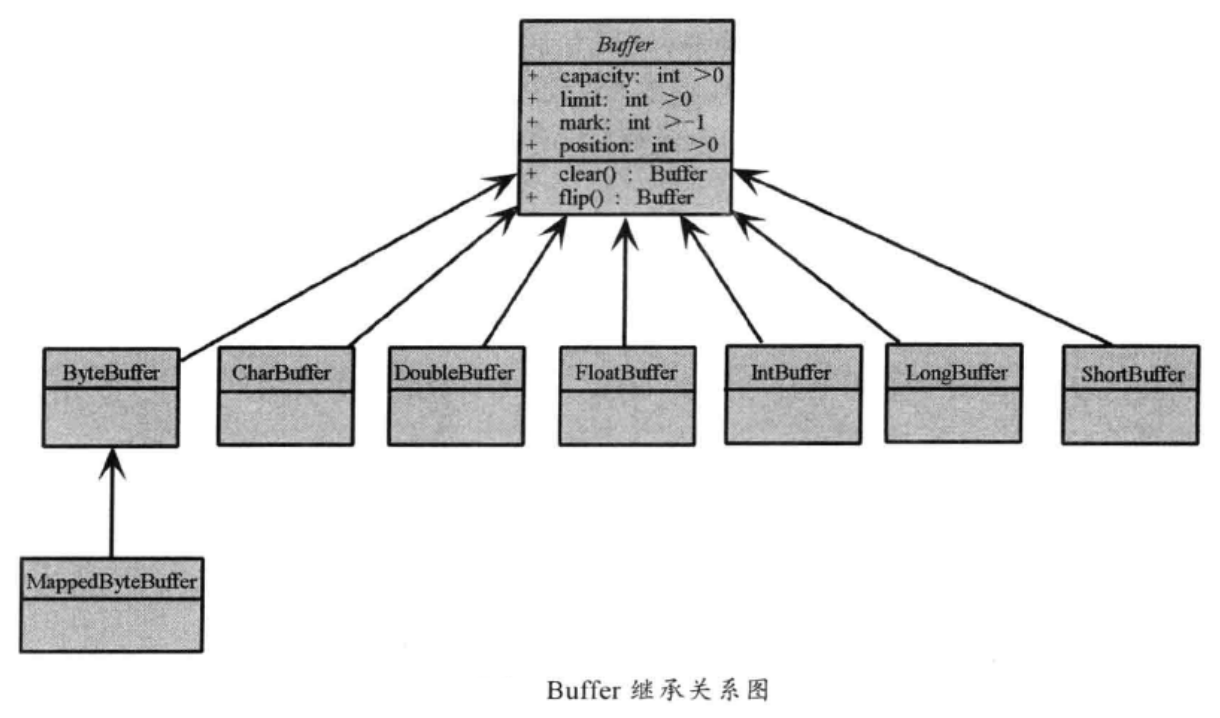 Buffer
+ capacity: int >0
+ limit: int >0
+ mark: int >-1
+ position: int >0
+ clear() : Buffer
+ flip() : Buffer
ByteBuffer
CharBuffer
DoubleBuffer
FloatBuffer
IntBuffer
LongBuffer
ShortBuffer
MappedByteBuffer
Buffer 继承关系图